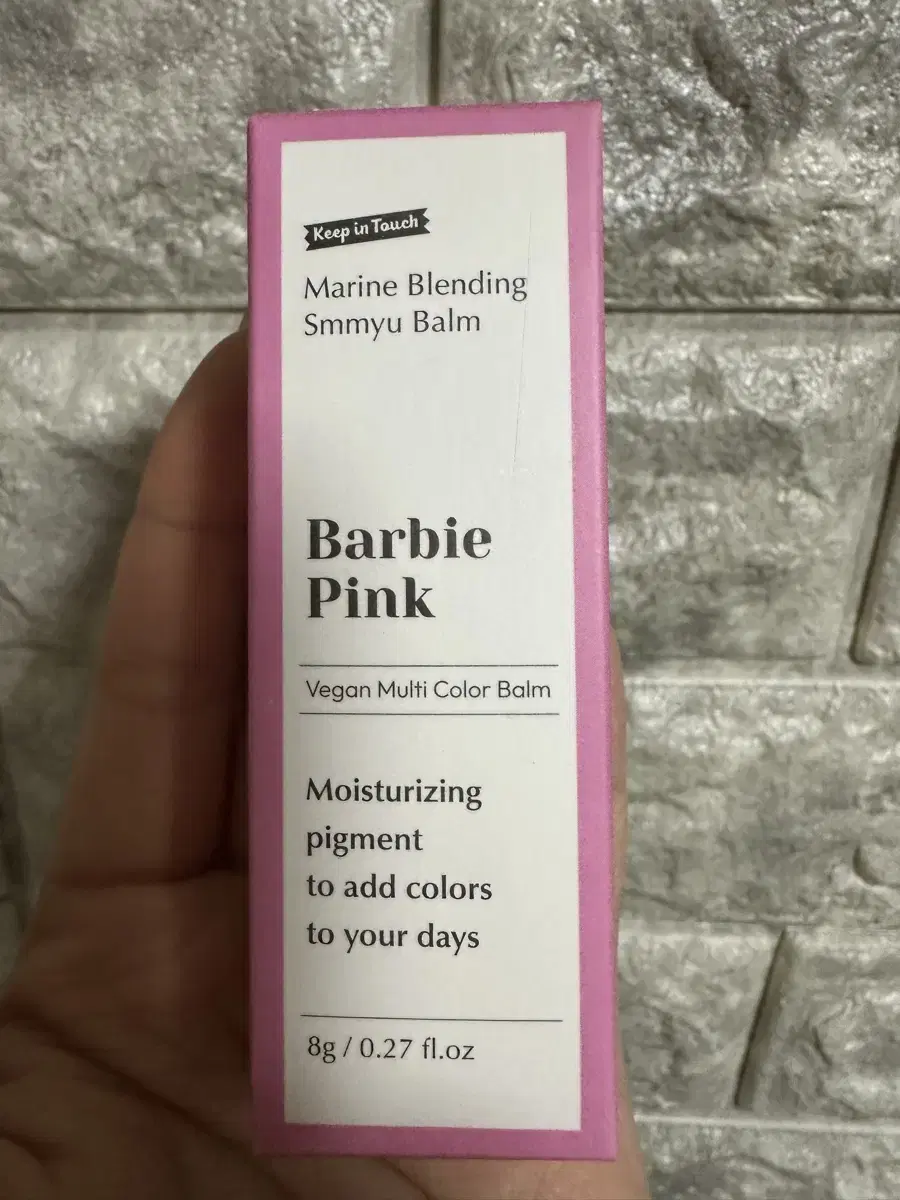 Keep in Touch
Marine Blending
Smmyu Balm
Barbie
Pink
Vegan Multi Color Balm
Moisturizing
pigment
to add colors
to your days
8g / 0.27 fl.oz